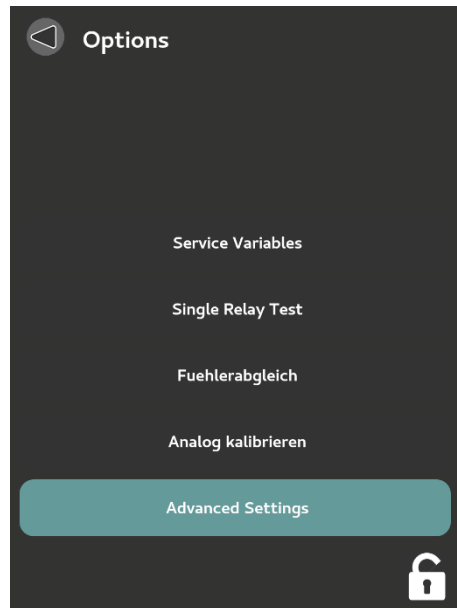 Options
Service Variables
Single Relay Test
Fuehlerabgleich
Analog kalibrieren
Advanced Settings